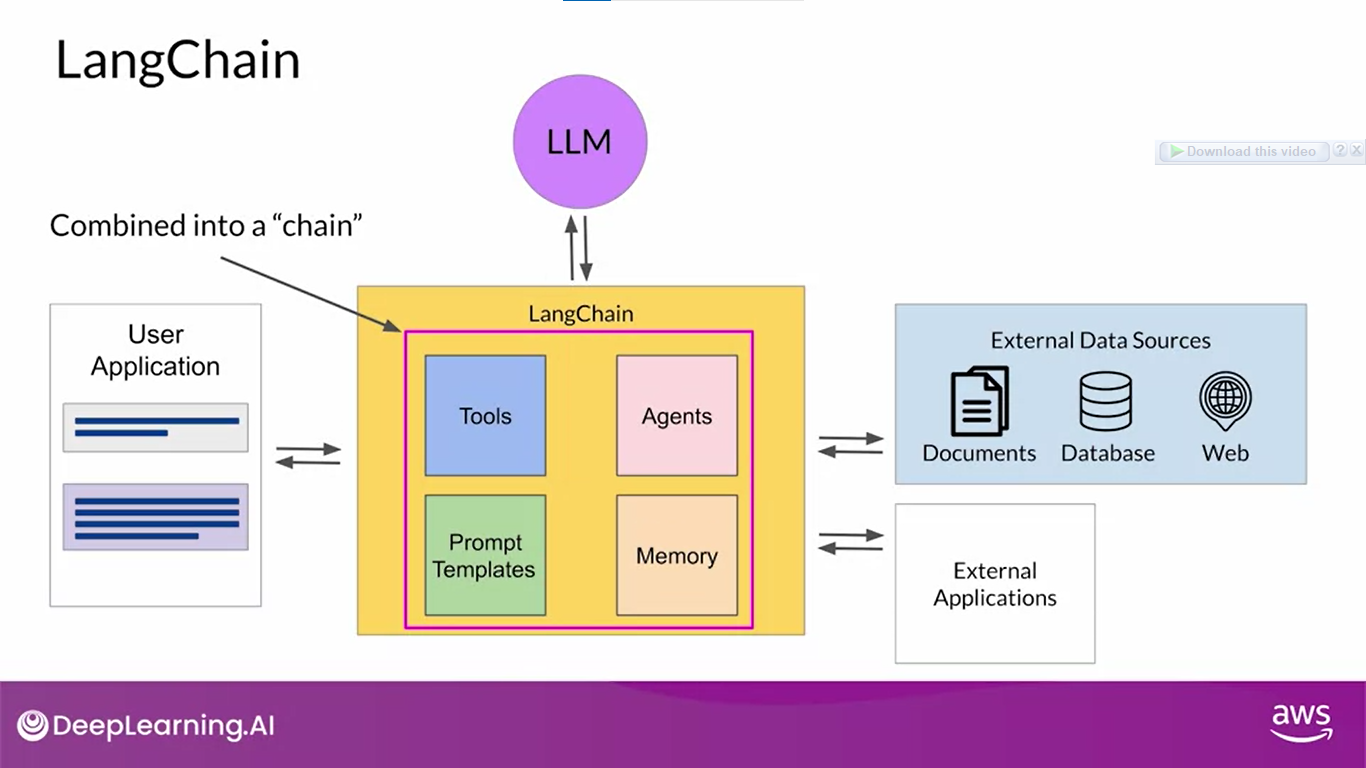 LangChain
LLM
Download this video
Combined into a “chain”
LangChain
User
Application
External Data Sources
Tools
Agents
Documents
Database
Web
Prompt
Templates
Memory
External
Applications
DeepLearning.AI
aws